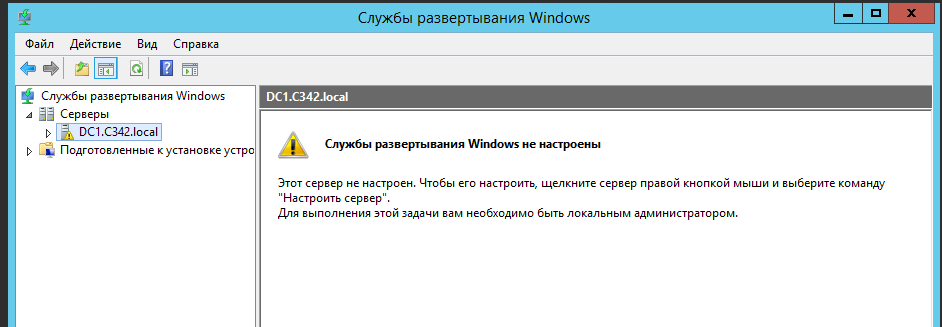 Службы развертывания Windows
Файл Действие Вид Справка
Службы развертывания Windows
Серверы
DC1.C342.local
Подготовленные к установке устро
DC1.C342.local
Службы развертывания Windows не настроены
Этот сервер не настроен. Чтобы его настроить, щелкните сервер правой кнопкой мыши и выберите команду
"Настроить сервер".
Для выполнения этой задачи вам необходимо быть локальным администратором.